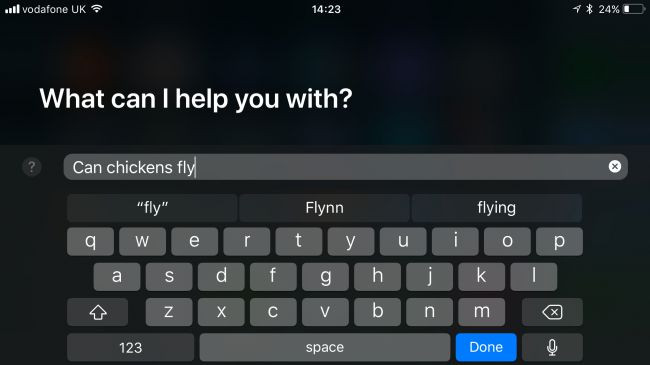 vodafone UK 14:23 24%
What can I help you with?
? Can chickens fly
“fly” Flynn flying
q w e r t y u i o p
a s d f g h j k l
z x c v b n m
123 space Done